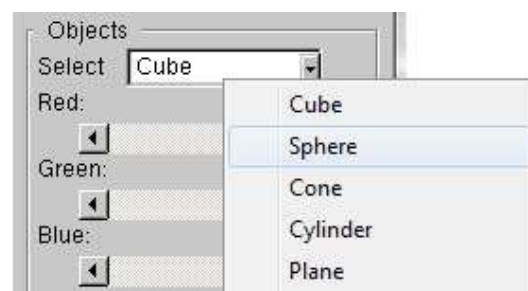 Objects
Select Cube
Red:
Green:
Blue:
Cube
Sphere
Cone
Cylinder
Plane